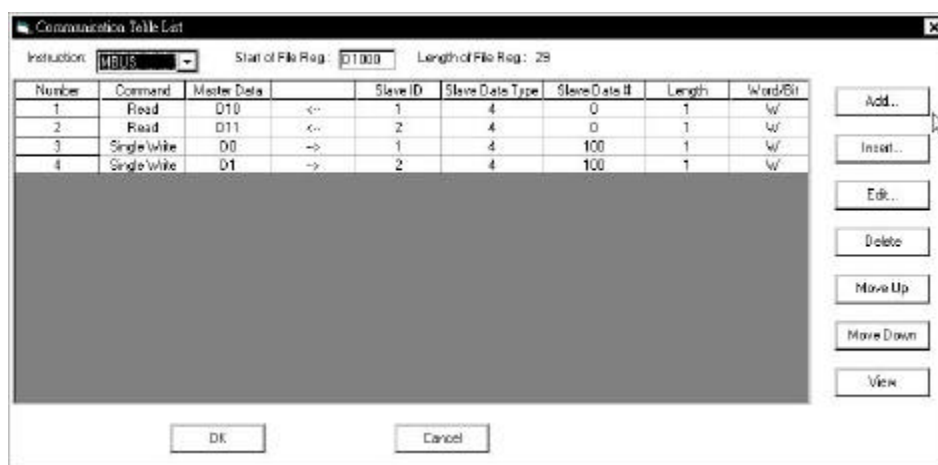 Communication Table List
Instruction: MBUS Start of File Reg.: D1000 Length of File Reg.: 29
Number Command Master Data Slave ID Slave Data Type Slave Data # Length Word/Bit
1 Read D10 <-- 1 4 0 1 W
2 Read D11 <-- 2 4 0 1 W
3 Single Write D0 --> 1 4 100 1 W
4 Single Write D1 --> 2 4 100 1 W
Add...
Insert...
Edit...
Delete
Move Up
Move Down
View
OK Cancel